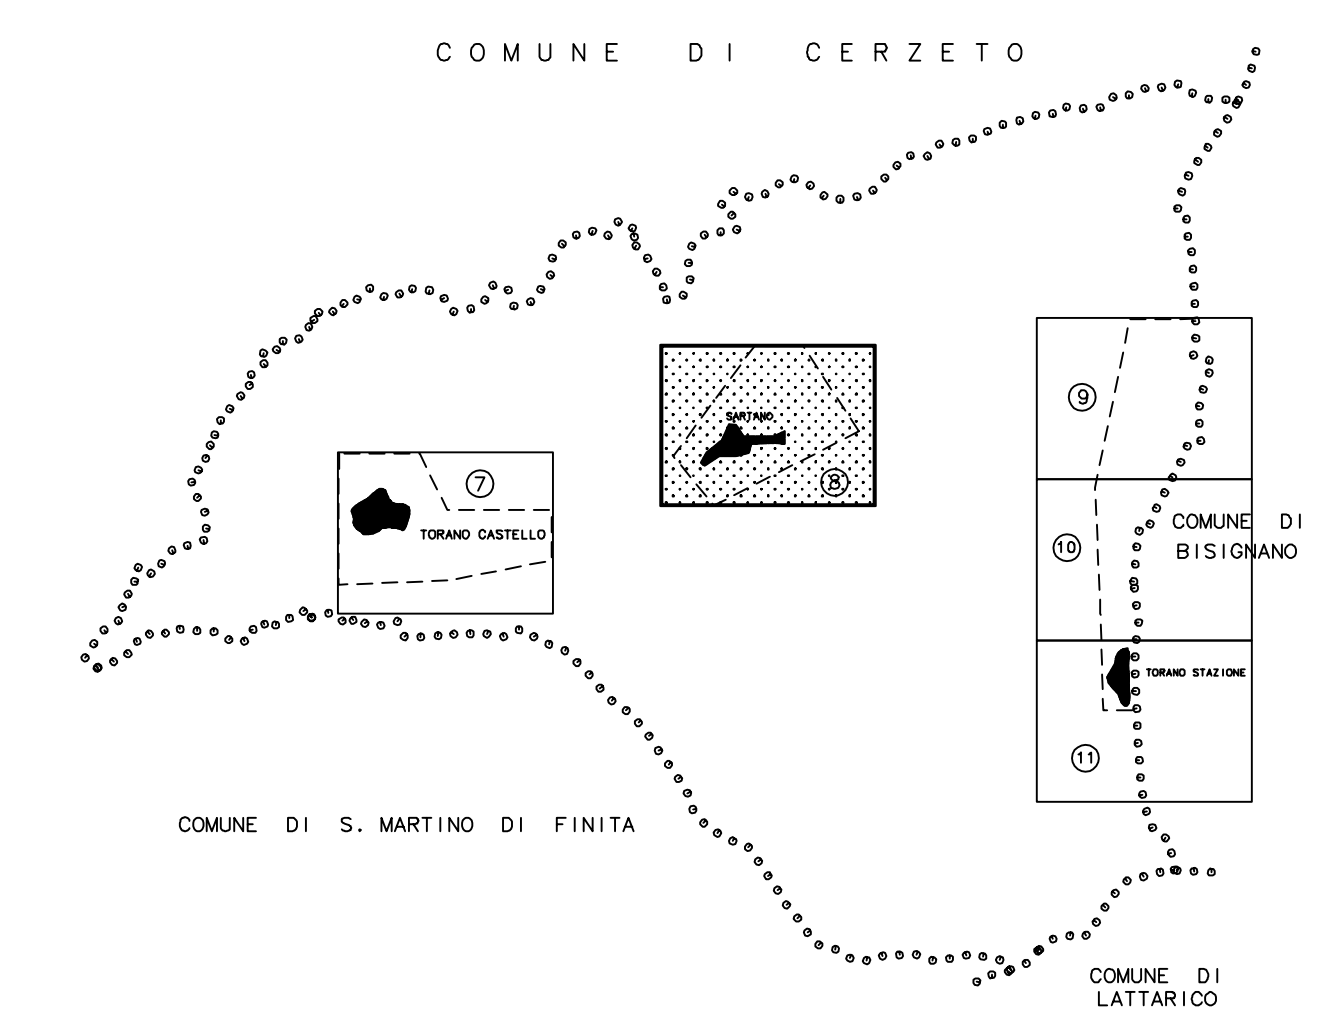 COMUNE DI CERZETO
9
SARTANO
7
8
TORANO CASTELLO
10
COMUNE DI
BISIGNANO
TORANO STAZIONE
11
COMUNE DI S. MARTINO DI FINITA
COMUNE DI
LATTARICO